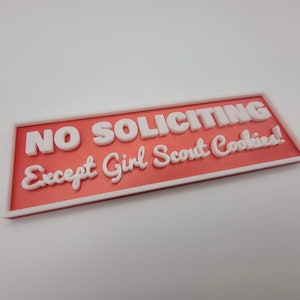 NO SOLICITING
Except Girl Scout Cookies!